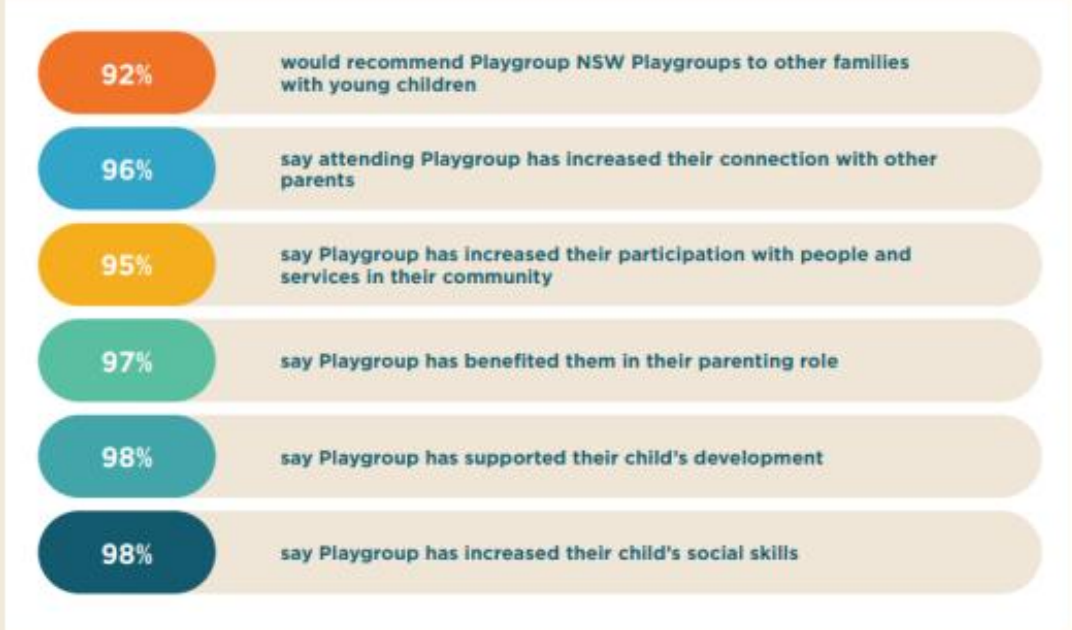 92%
would recommend Playgroup NSW Playgroups to other families
with young children
96%
say attending Playgroup has increased their connection with other
parents
95%
say Playgroup has increased their participation with people and
services in their community
97%
say Playgroup has benefited them in their parenting role
98%
say Playgroup has supported their child's development
98%
say Playgroup has increased their child's social skills